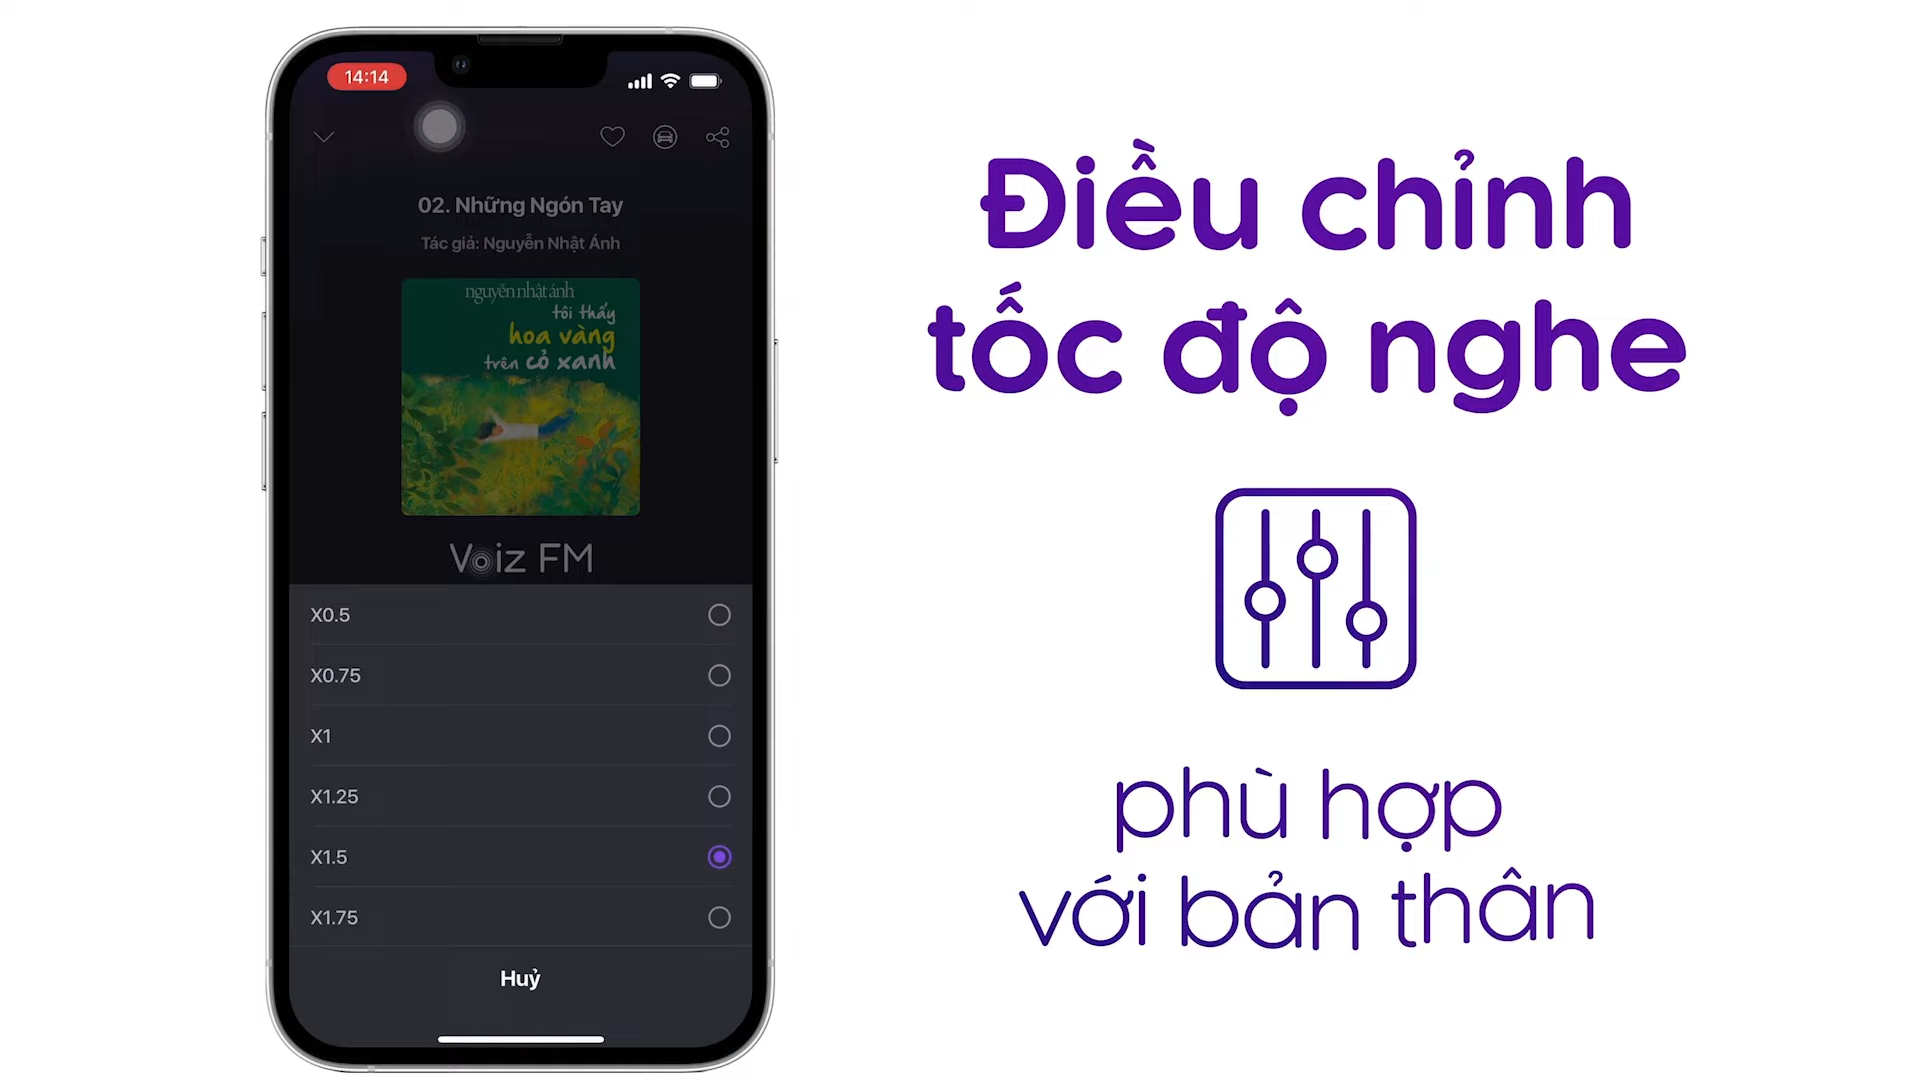 14:14
02. Những Ngón Tay
Tác giả: Nguyễn Nhật Ánh
nguyễn nhật ánh
tôi thấy
hoa vàng
trên cỏ xanh
Voiz FM
X0.5
X0.75
X1
X1.25
X1.5
X1.75
Huỷ
Điều chỉnh
tốc độ nghe
phù hợp
với bản thân